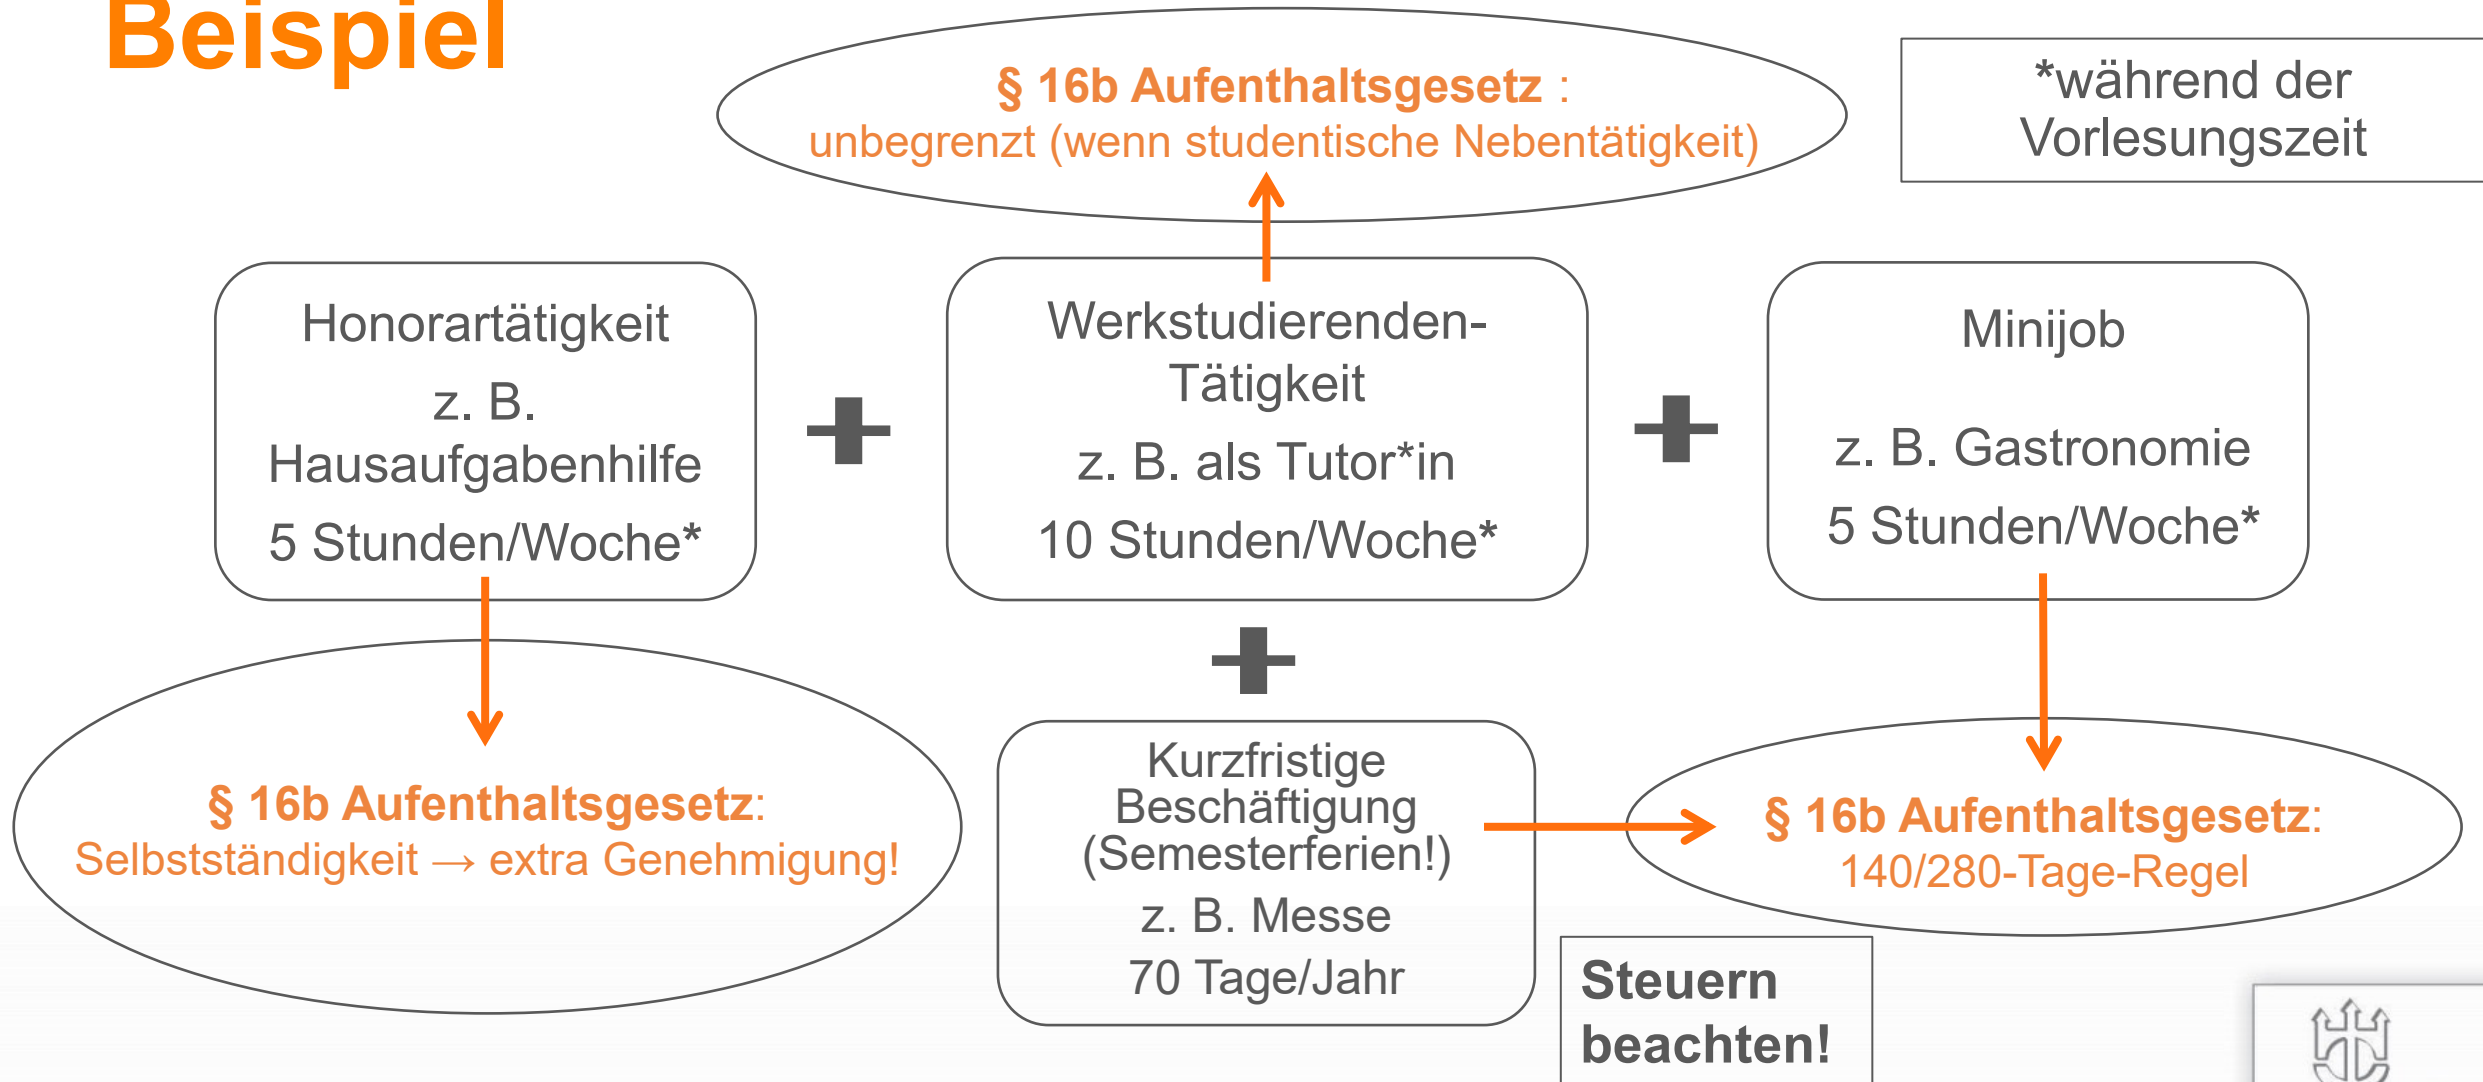 Beispiel
§ 16b Aufenthaltsgesetz :
unbegrenzt (wenn studentische Nebentätigkeit)
*während der
Vorlesungszeit
Honorartätigkeit
z. B.
Hausaufgabenhilfe
5 Stunden/Woche*
Werkstudierenden-
Tätigkeit
z. B. als Tutor*in
10 Stunden/Woche*
Minijob
z. B. Gastronomie
5 Stunden/Woche*
§ 16b Aufenthaltsgesetz:
Selbstständigkeit → extra Genehmigung!
Kurzfristige
Beschäftigung
(Semesterferien!)
z. B. Messe
70 Tage/Jahr
§ 16b Aufenthaltsgesetz:
140/280-Tage-Regel
Steuern
beachten!